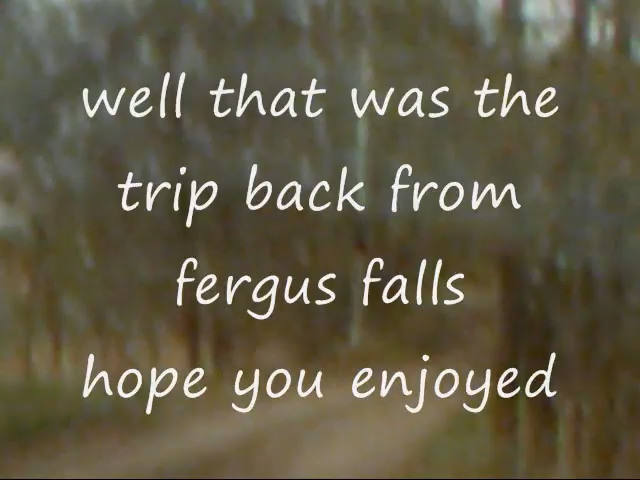 well that was the
trip back from
fergus falls
hope you enjoyed